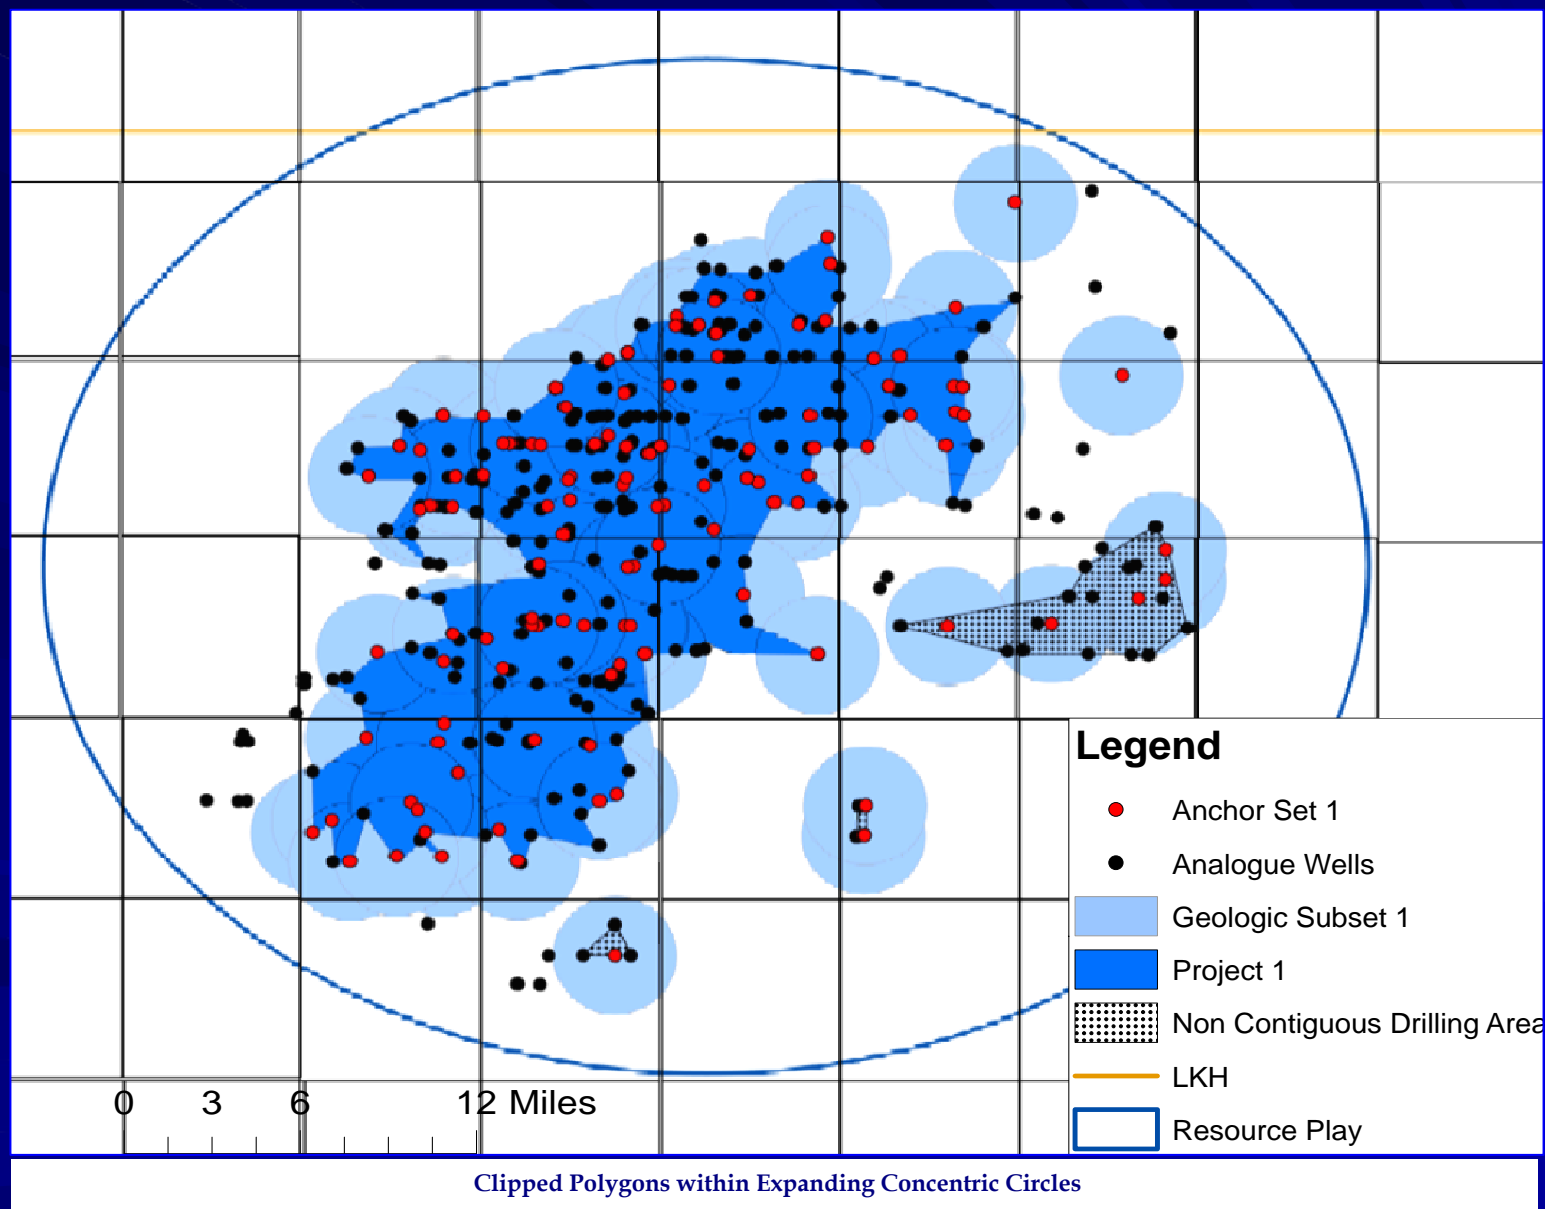 Legend
Anchor Set 1
Analogue Wells
Geologic Subset 1
Project 1
Non Contiguous Drilling Area
LKH
Resource Play
0 3 6 12 Miles
Clipped Polygons within Expanding Concentric Circles